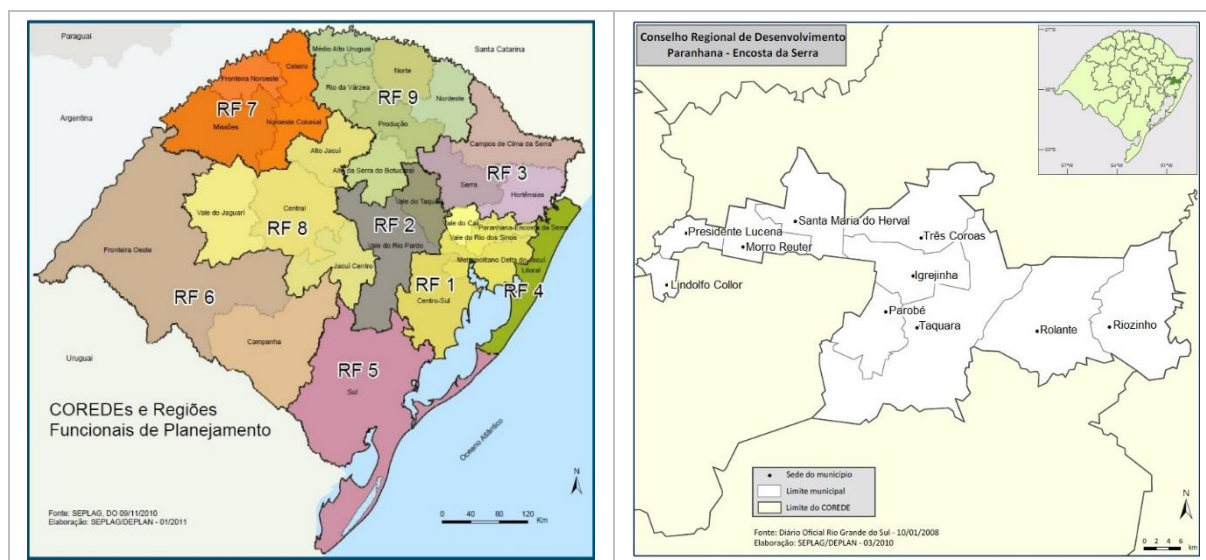 Paraguai
Santa Catarina
Argentina
Médio Alto Uruguai
Celeiro
Norte
Fronteira Noroeste
Rio da Várzea
Nordeste
RF 7
RF 9
Missões
Noroeste Colonial
Produção
Alto Jacuí
Campos de Cima da Serra
Alto da Serra do Botucaraí
RF 3
Serra
Hortênsias
Vale do Jaguari
Central
RF 2
Vale do Taquari
Vale do Caí
Paranhana-Encosta da Serra
Vale do Rio dos Sinos
Fronteira Oeste
RF 8
Vale do Rio Pardo
Metropolitano Delta do Jacuí
Jacuí Centro
Litoral
RF 6
RF 1
RF 4
Centro-Sul
Campanha
Uruguai
RF 5
Sul
COREDEs e Regiões
Funcionais de Planejamento
Oceano Atlântico
N
Fonte: SEPLAG, DO 09/11/2010
Elaboração: SEPLAG/DEPLAN - 01/2011
0 40 80 120
Km
Conselho Regional de Desenvolvimento
Paranhana - Encosta da Serra
Santa Maria do Herval
Presidente Lucena
Três Coroas
Morro Reuter
Igrejinha
Lindolfo Collor
Parobé
Taquara
Rolante
Riozinho
Sede do município
Limite municipal
Limite do COREDE
N
Fonte: Diário Oficial Rio Grande do Sul - 10/01/2008
Elaboração: SEPLAG/DEPLAN - 03/2010
0 2 4 6
km